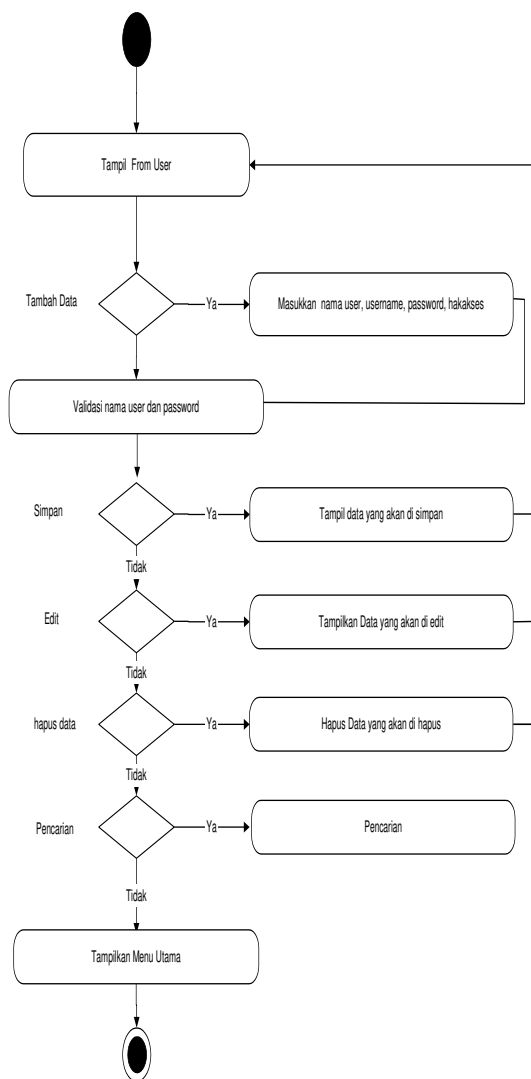 Tampil From User
Tambah Data
Ya
Masukkan nama user, username, password, hakakses
Validasi nama user dan password
Simpan
Ya
Tampil data yang akan di simpan
Tidak
Edit
Ya
Tampilkan Data yang akan di edit
Tidak
hapus data
Ya
Hapus Data yang akan di hapus
Tidak
Pencarian
Ya
Pencarian
Tidak
Tampilkan Menu Utama